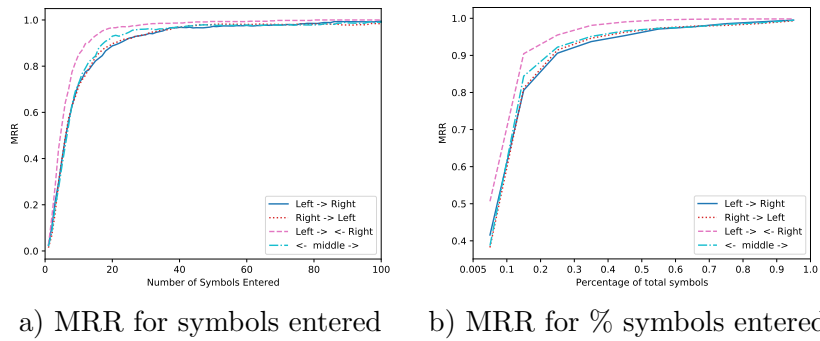 1.0
0.8
0.6
0.4
0.2
0.0
MRR
0 20 40 60 80 100
Number of Symbols Entered
Left -> Right
Right -> Left
Left -> <- Right
<- middle ->
1.0
0.9
0.8
0.7
0.6
0.5
0.4
MRR
0.005 0.1 0.2 0.3 0.4 0.5 0.6 0.7 0.8 0.9 1.0
Percentage of total symbols
Left -> Right
Right -> Left
Left -> <- Right
<- middle ->
a) MRR for symbols entered
b) MRR for % symbols entered